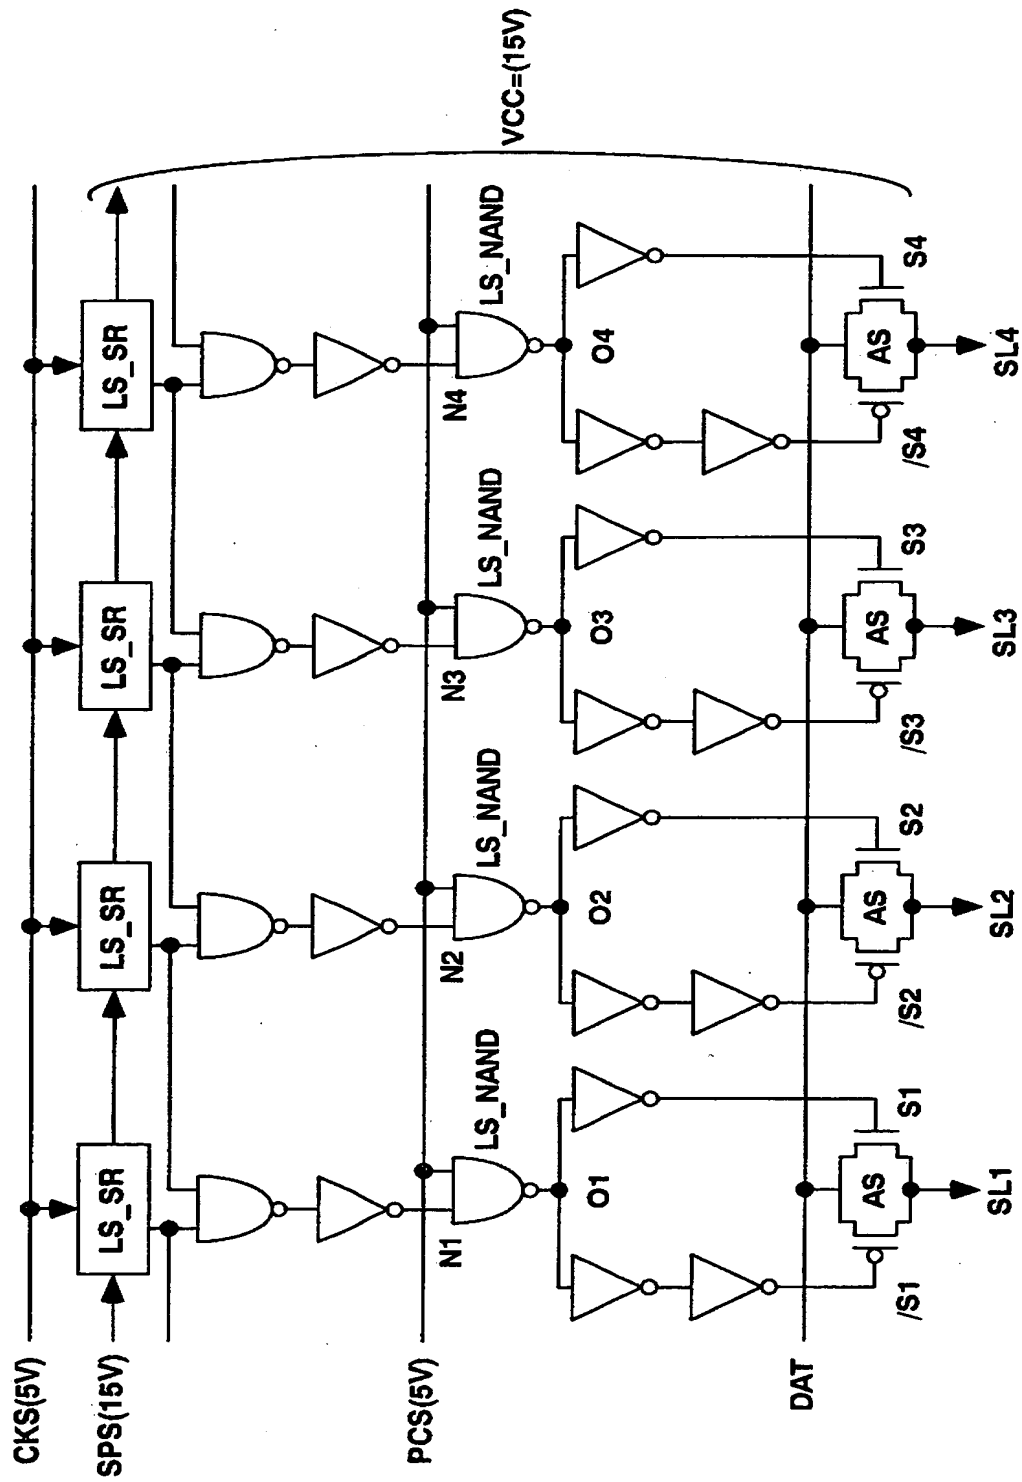 CKS(5V)
SPS(15V)
LS_SR
LS_SR
LS_SR
LS_SR
VCC=(15V)
PCS(5V)
N1
LS_NAND
N2
LS_NAND
N3
LS_NAND
N4
LS_NAND
O1
O2
O3
O4
DAT
AS
AS
AS
AS
/S1
S1
/S2
S2
/S3
S3
/S4
S4
SL1
SL2
SL3
SL4